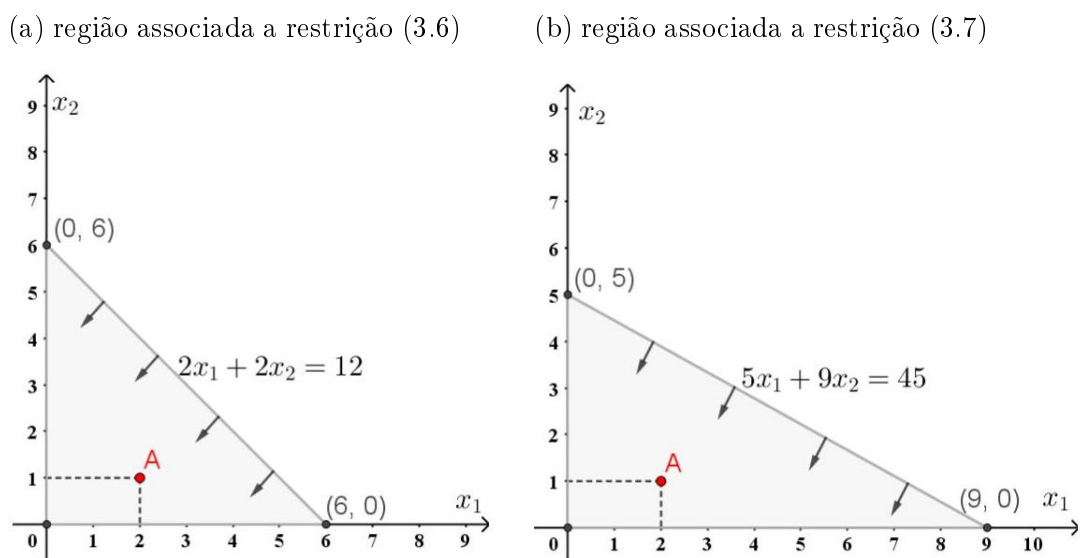 (a) região associada a restrição (3.6)
9 x₂
8
7
(0, 6)
6
5
4
2x₁ + 2x₂ = 12
3
2
A
1
(6, 0)
x₁
0 1 2 3 4 5 6 7 8 9
(b) região associada a restrição (3.7)
9 x₂
8
7
6
(0, 5)
5
4
5x₁ + 9x₂ = 45
3
2
A
1
(9, 0) x₁
0 1 2 3 4 5 6 7 8 9 10